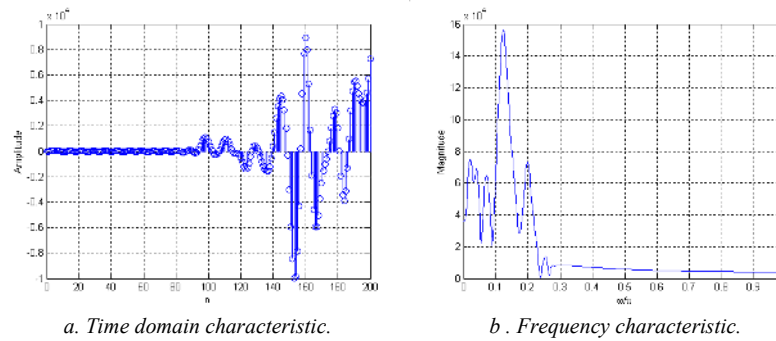 x 10⁴
1
0.8
0.6
0.4
0.2
0
-0.2
-0.4
-0.6
-0.8
-1
Amplitude
0 20 40 60 80 100 120 140 160 180 200
n
a. Time domain characteristic.
16
14
12
10
8
6
4
2
0
Magnitude
0 0.1 0.2 0.3 0.4 0.5 0.6 0.7 0.8 0.9
b . Frequency characteristic.